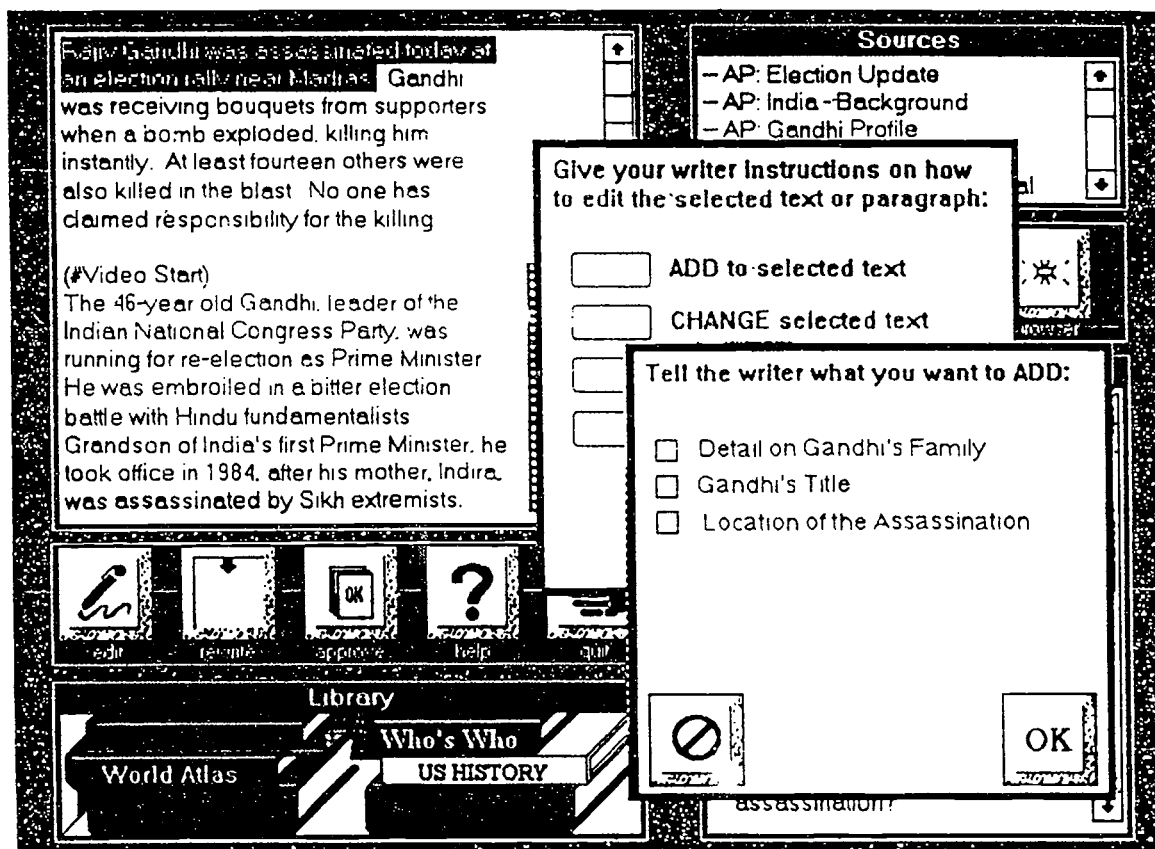 Rajiv Gandhi was assassinated today at
an election rally near Madras. Gandhi
was receiving bouquets from supporters
when a bomb exploded, killing him
instantly. At least fourteen others were
also killed in the blast No one has
claimed responsibility for the killing
(#Video Start)
The 46-year old Gandhi, leader of the
Indian National Congress Party, was
running for re-election as Prime Minister
He was embroiled in a bitter election
battle with Hindu fundamentalists
Grandson of India's first Prime Minister, he
took office in 1984, after his mother, Indira,
was assassinated by Sikh extremists.
Sources
- AP: Election Update
- AP: India - Background
- AP: Gandhi Profile
al
Give your writer instructions on how
to edit the selected text or paragraph:
ADD to selected text
CHANGE selected text
Tell the writer what you want to ADD:
Detail on Gandhi's Family
Gandhi's Title
Location of the Assassination
OK
assassination?
OK
?
edit
rewrite
approve
help
quit
Library
World Atlas
Who's Who
US HISTORY